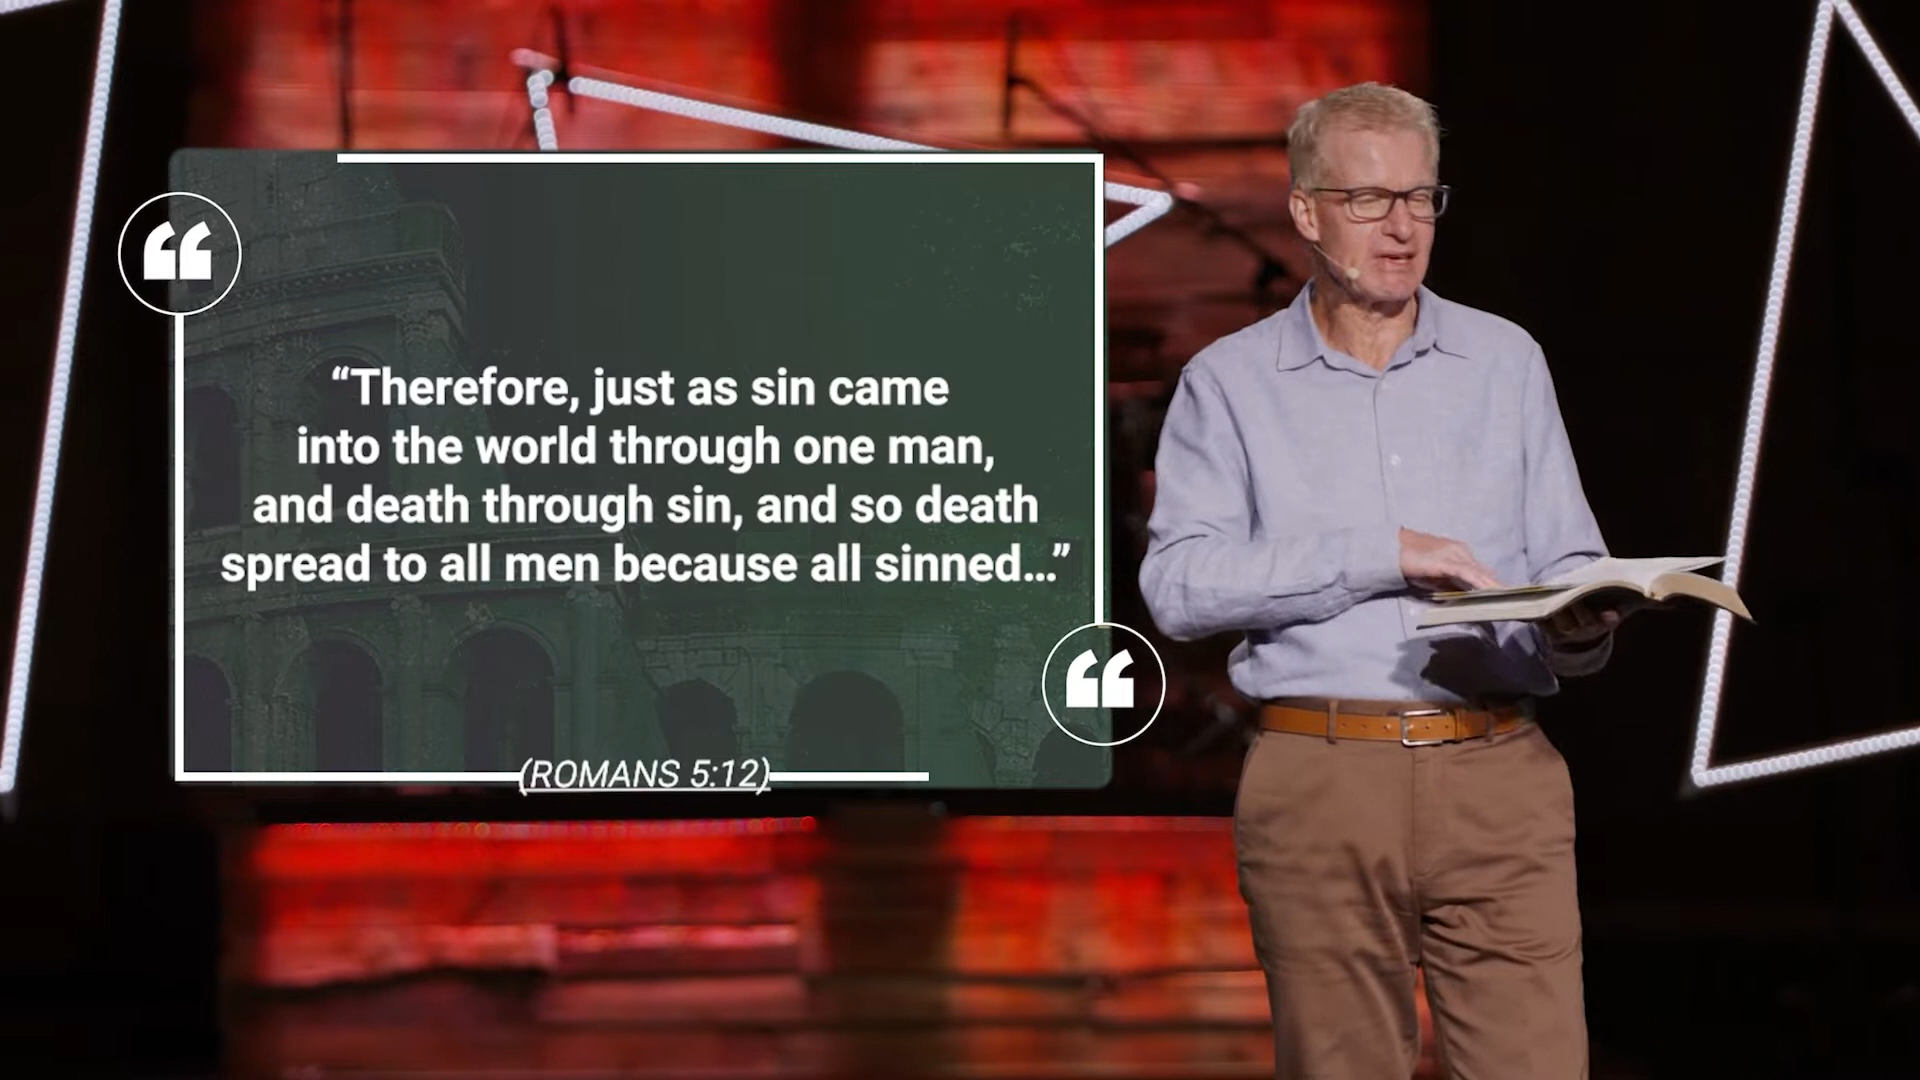 “Therefore, just as sin came
into the world through one man,
and death through sin, and so death
spread to all men because all sinned...”
(ROMANS 5:12)